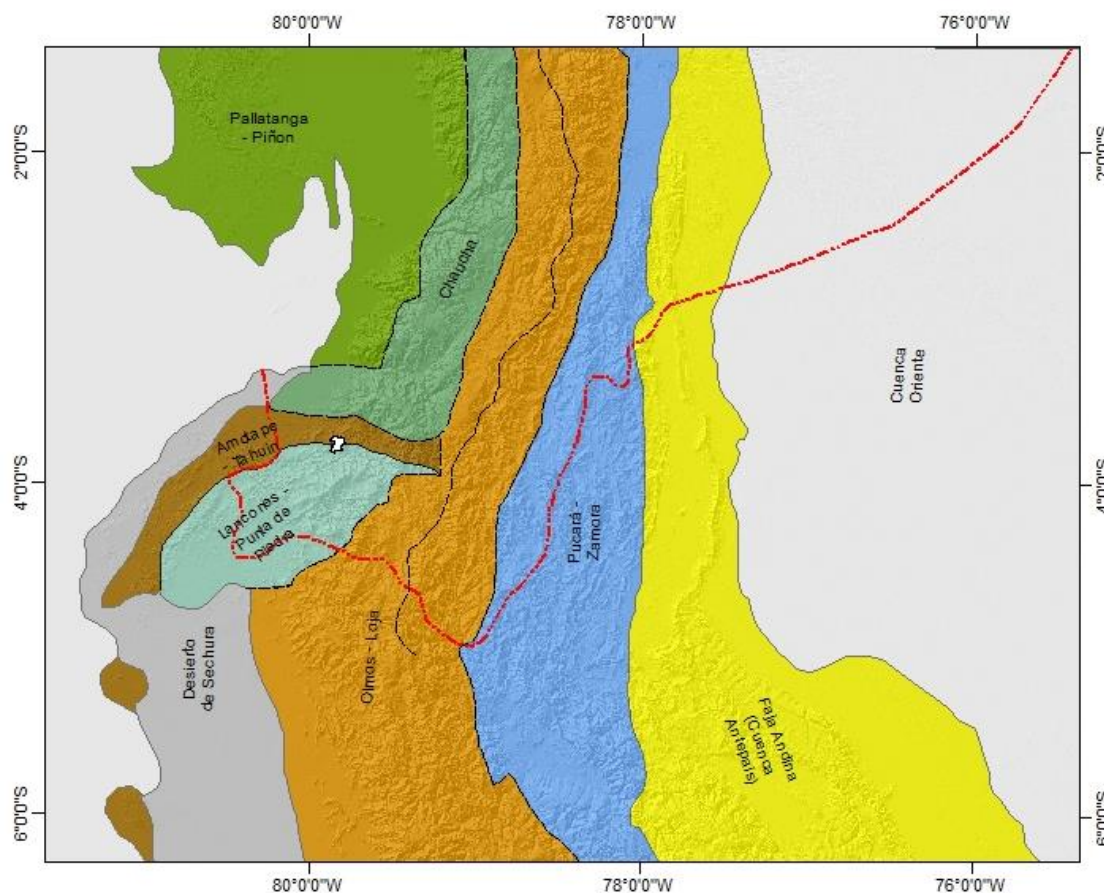 80°0'0"W
78°0'0"W
76°0'0"W
2°0'0"S
2°0'0"S
Pallatanga
- Piñon
Chaucha
Cuenca
Oriente
Amotape
- Tahuin
4°0'0"S
4°0'0"S
Lancones -
Punta de
Piedra
Pucará -
Zamora
Olmos - Loja
Desierto
de Sechura
Faja Andina
(Cuenca
Antepaís)
6°0'0"S
6°0'0"S
80°0'0"W
78°0'0"W
76°0'0"W